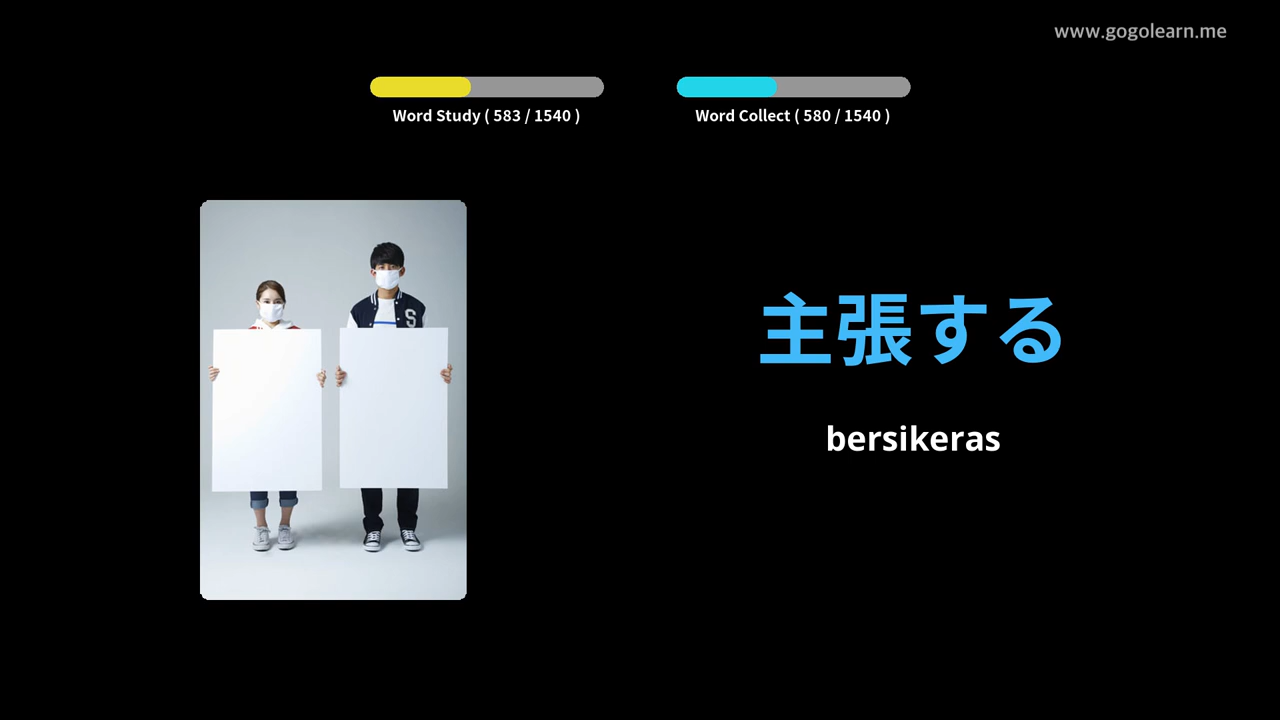 www.gogolearn.me
Word Study ( 583 / 1540 )
Word Collect ( 580 / 1540 )
S
主張する
bersikeras